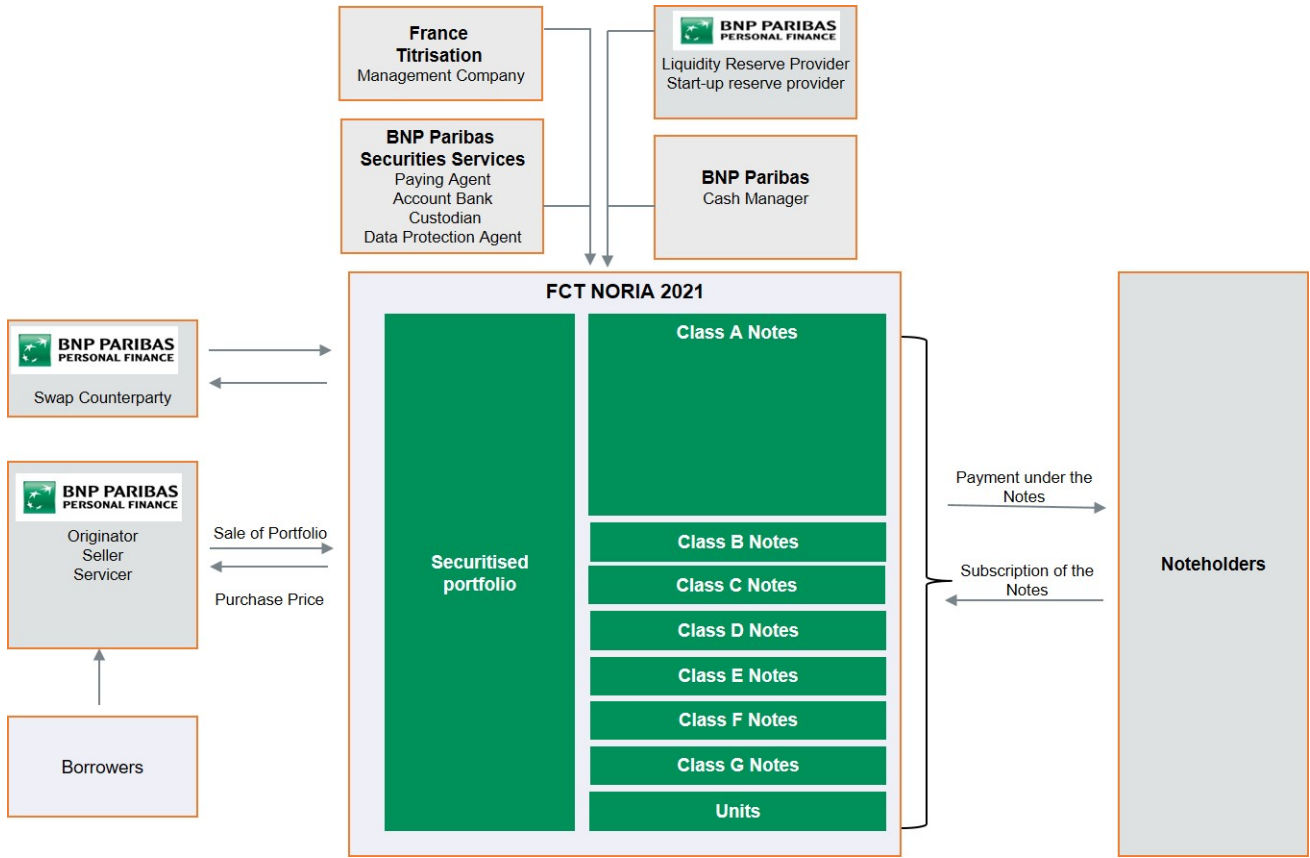 France
Titrisation
Management Company
BNP PARIBAS
PERSONAL FINANCE
Liquidity Reserve Provider
Start-up reserve provider
BNP Paribas
Securities Services
Paying Agent
Account Bank
Custodian
Data Protection Agent
BNP Paribas
Cash Manager
FCT NORIA 2021
BNP PARIBAS
PERSONAL FINANCE
Swap Counterparty
BNP PARIBAS
PERSONAL FINANCE
Originator
Seller
Servicer
Sale of Portfolio
Purchase Price
Borrowers
Securitised
portfolio
Class A Notes
Class B Notes
Class C Notes
Class D Notes
Class E Notes
Class F Notes
Class G Notes
Units
Payment under the
Notes
Subscription of the
Notes
Noteholders